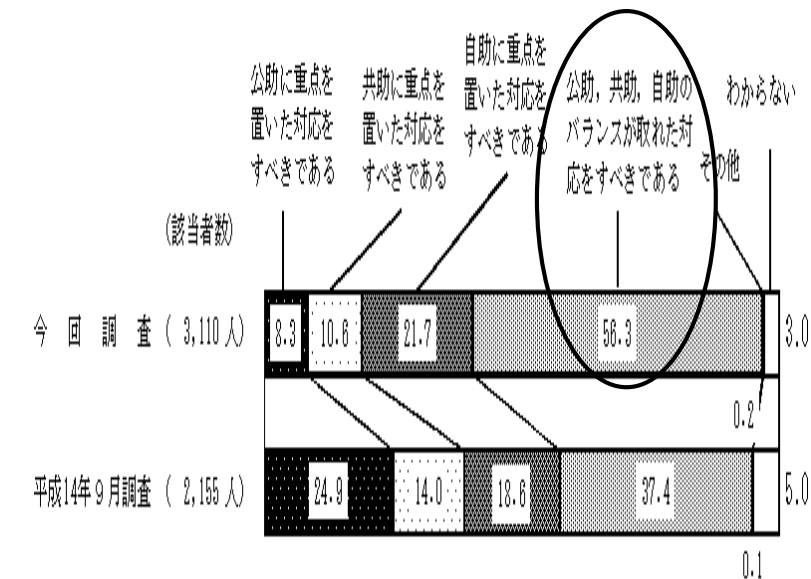 公助に重点を
置いた対応を
すべきである
共助に重点を
置いた対応を
すべきである
自助に重点を
置いた対応を
すべきである
公助，共助，自助の
バランスが取れた対
応をすべきである
その他
わからない
(該当者数)
今回調査 ( 3,110 人)
8.3
10.6
21.7
56.3
0.2
3.0
平成14年９月調査 ( 2,155 人)
24.9
14.0
18.6
37.4
0.1
5.0